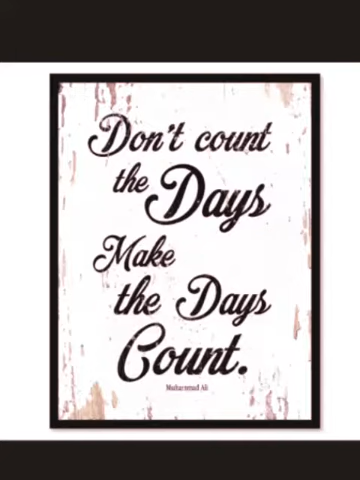 Don't count
the Days
Make
the Days
Count.
Muhammad Ali